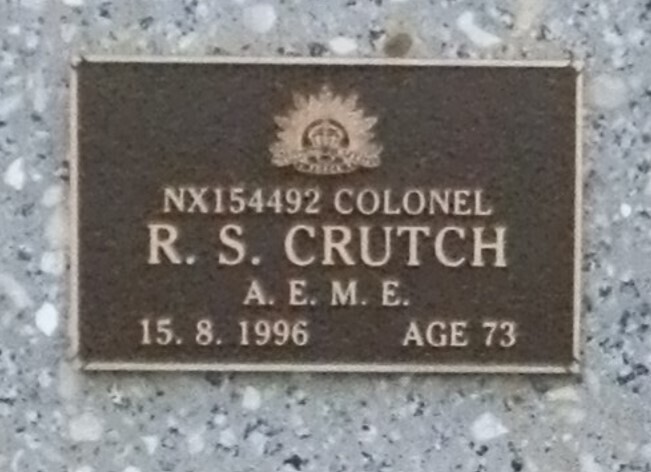 NX154492 COLONEL
R. S. CRUTCH
A. E. M. E.
15. 8. 1996 AGE 73